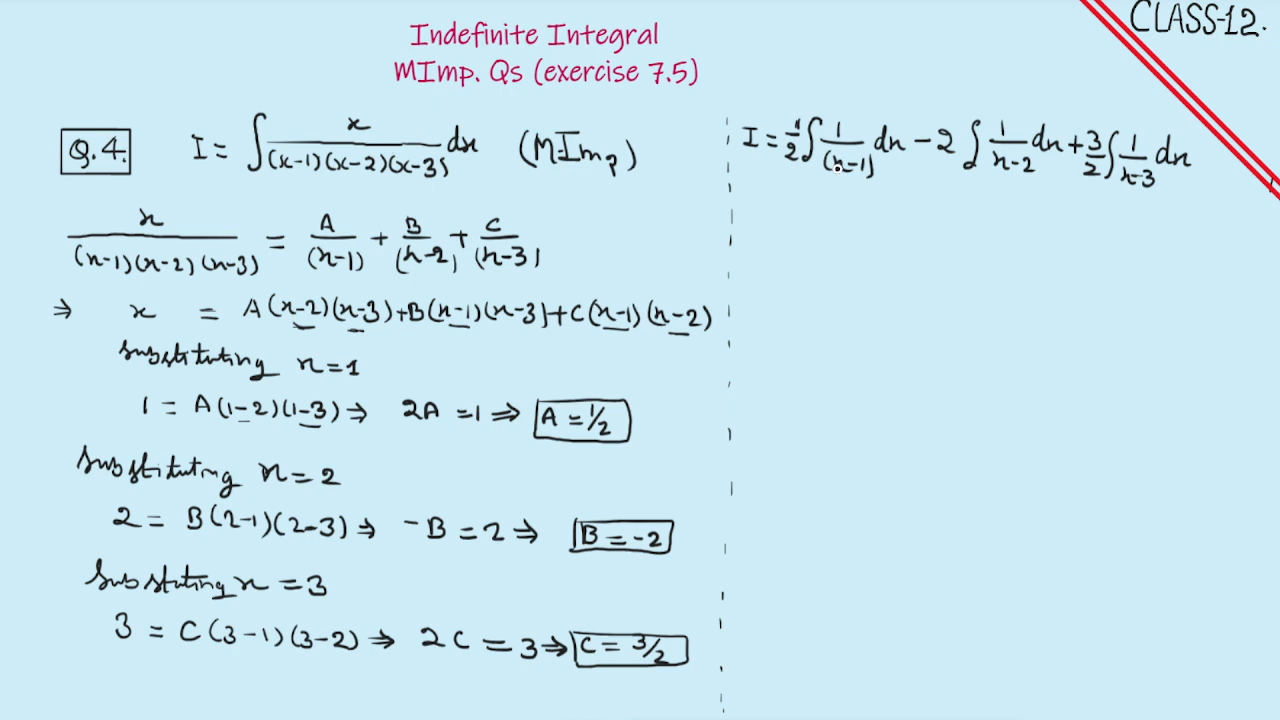 CLASS-12.
Indefinite Integral
MImp. Qs (exercise 7.5)
Q.4. I = ∫ x/((x-1)(x-2)(x-3)) dx (MImp)
x/((x-1)(x-2)(x-3)) = A/(x-1) + B/(x-2) + C/(x-3)
⇒ x = A(x-2)(x-3)+B(x-1)(x-3)+C(x-1)(x-2)
Substituting x=1
1 = A(1-2)(1-3) ⇒ 2A =1 ⇒ A = 1/2
Substituting x=2
2 = B(2-1)(2-3) ⇒ -B = 2 ⇒ B = -2
Substuting x = 3
3 = C(3-1)(3-2) ⇒ 2C = 3 ⇒ C = 3/2
I = 1/2 ∫ 1/(x-1) dx - 2 ∫ 1/x-2 dx + 3/2 ∫ 1/x-3 dx